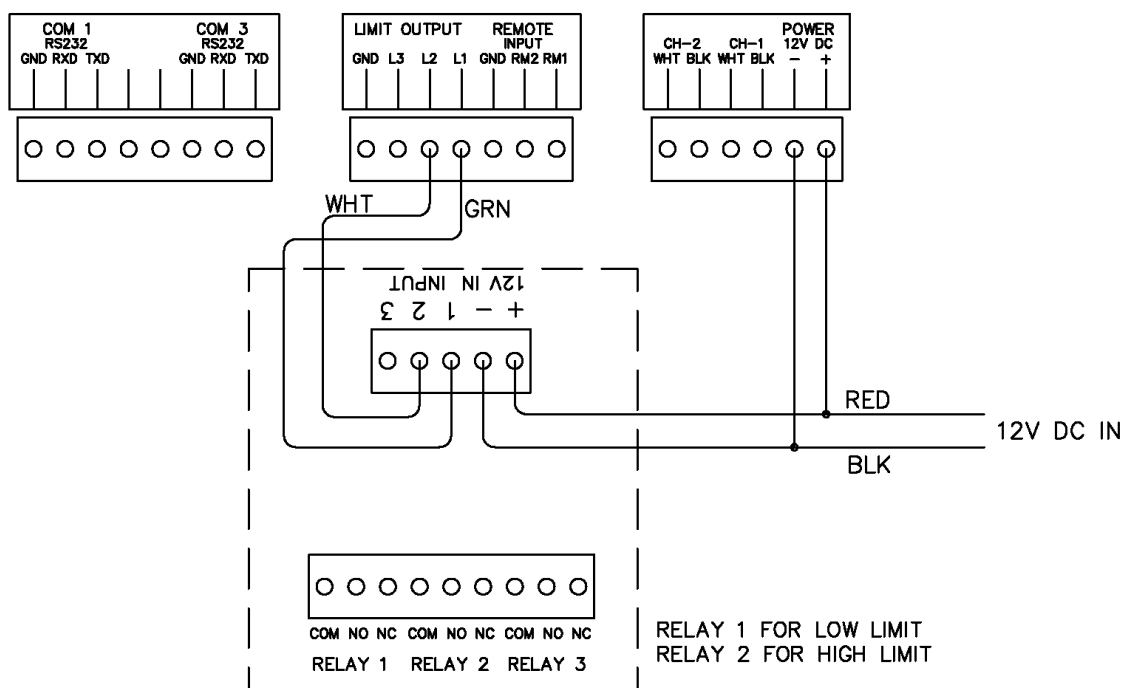 COM 1
RS232
GND RXD TXD
COM 3
RS232
GND RXD TXD
LIMIT OUTPUT
GND L3 L2 L1
REMOTE
INPUT
GND RM2 RM1
CH-2
WHT BLK
CH-1
WHT BLK
POWER
12V DC
- +
WHT
GRN
12V IN INPUT
3 2 1 - +
RED
12V DC IN
BLK
COM NO NC COM NO NC COM NO NC
RELAY 1 RELAY 2 RELAY 3
RELAY 1 FOR LOW LIMIT
RELAY 2 FOR HIGH LIMIT